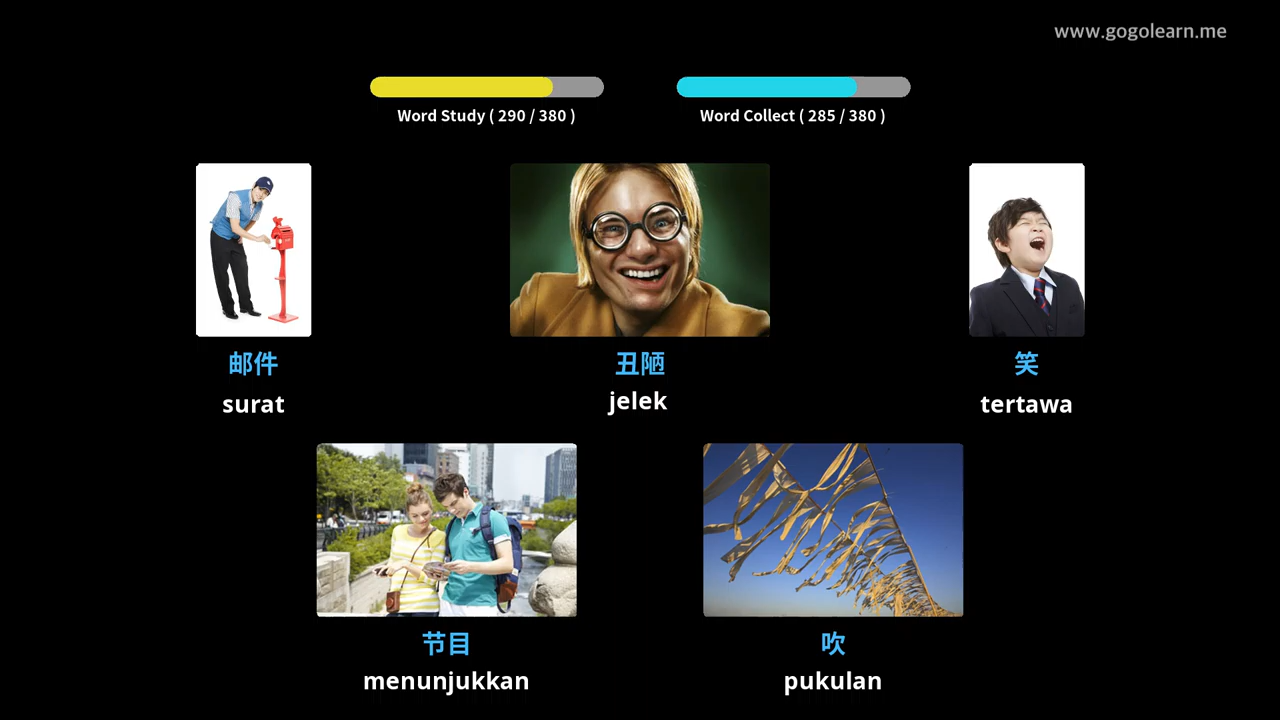 www.gogolearn.me
Word Study ( 290 / 380 )
Word Collect ( 285 / 380 )
邮件
surat
丑陋
jelek
笑
tertawa
节目
menunjukkan
吹
pukulan